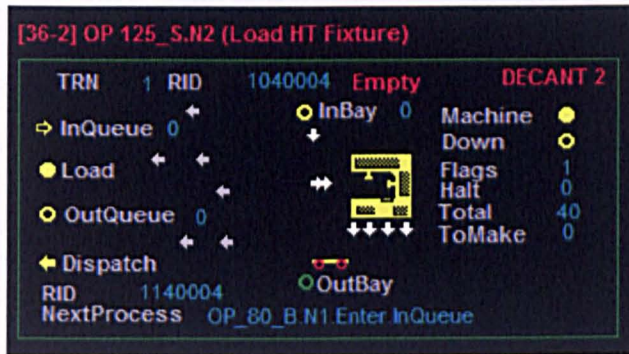 [36-2] OP 125_S.N2 (Load HT Fixture)
TRN 1 RID 1040004 Empty DECANT 2
InQueue 0 InBay 0 Machine
Down
Load Flags 1
Halt 0
OutQueue 0 Total 40
ToMake 0
Dispatch
RID 1140004 OutBay
NextProcess OP_80_B.N1.Enter.InQueue